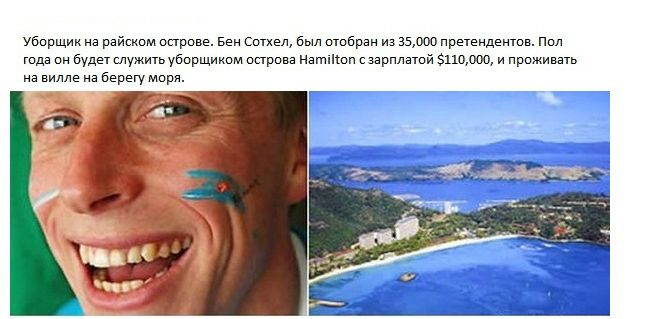 Уборщик на райском острове. Бен Сотхел, был отобран из 35,000 претендентов. Пол
года он будет служить уборщиком острова Hamilton с зарплатой $110,000, и проживать
на вилле на берегу моря.